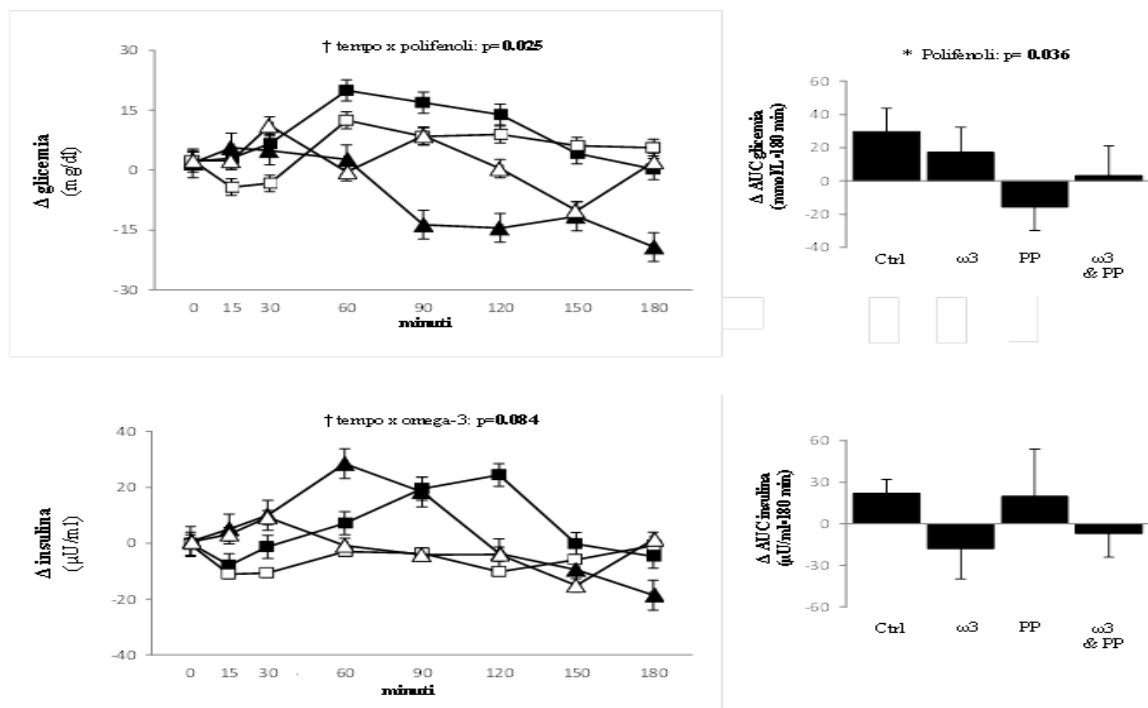 † tempo x polifenoli: p=0.025
Δ glicemia
(mg/dl)
30
15
0
-15
-30
0 15 30 60 90 120 150 180
minuti
* Polifenoli: p= 0.036
Δ AUC glicemia
(mmol/L•180 min)
60
40
20
0
-20
-40
Ctrl ω3 PP ω3
& PP
† tempo x omega-3: p=0.084
Δ insulina
(µU/ml)
40
20
0
-20
-40
0 15 30 60 90 120 150 180
minuti
Δ AUC insulina
(µU/ml•180 min)
60
30
0
-30
-60
Ctrl ω3 PP ω3
& PP